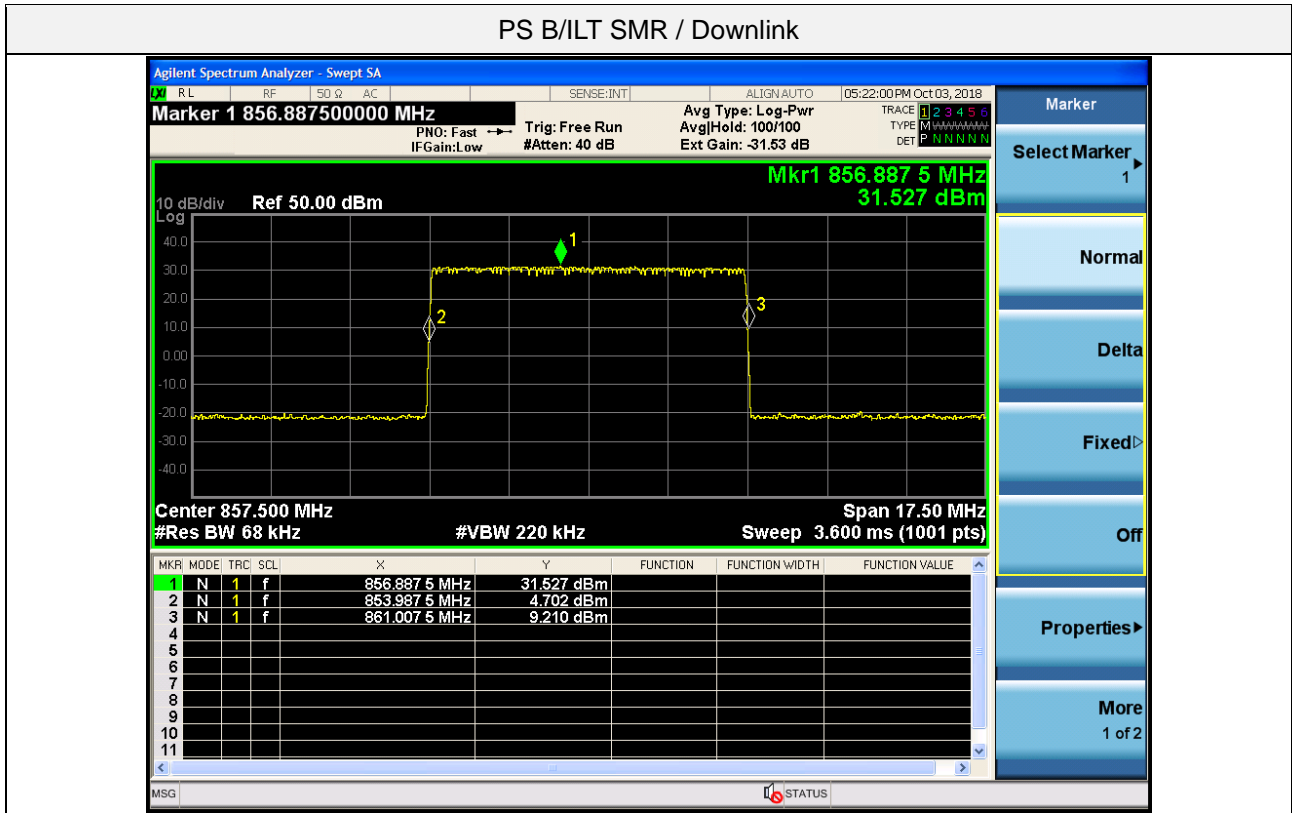 PS B/ILT SMR / Downlink
Agilent Spectrum Analyzer - Swept SA
LXI RL RF 50 Ω AC SENSE:INT ALIGN AUTO 05:22:00 PM Oct 03, 2018
Marker 1 856.887500000 MHz
PNO: Fast
IFGain:Low
Trig: Free Run
#Atten: 40 dB
Avg Type: Log-Pwr
Avg|Hold: 100/100
Ext Gain: -31.53 dB
TRACE 1 2 3 4 5 6
TYPE M
DET P N N N N N
Mkr1 856.887 5 MHz
31.527 dBm
10 dB/div Ref 50.00 dBm
Log
40.0
30.0
20.0
10.0
0.00
-10.0
-20.0
-30.0
-40.0
1
2
3
Center 857.500 MHz Span 17.50 MHz
#Res BW 68 kHz #VBW 220 kHz Sweep 3.600 ms (1001 pts)
MKR MODE TRC SCL X Y FUNCTION FUNCTION WIDTH FUNCTION VALUE
1 N 1 f 856.887 5 MHz 31.527 dBm
2 N 1 f 853.987 5 MHz 4.702 dBm
3 N 1 f 861.007 5 MHz 9.210 dBm
4
5
6
7
8
9
10
11
MSG STATUS
Marker
Select Marker
1
Normal
Delta
Fixed
Off
Properties
More
1 of 2